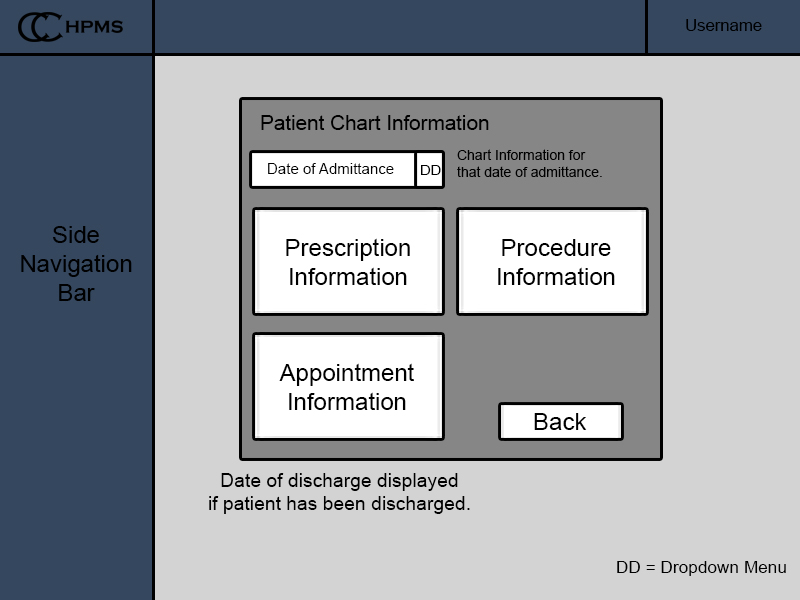 CCC HPMS
Username
Side
Navigation
Bar
Patient Chart Information
Date of Admittance
DD
Chart Information for
that date of admittance.
Prescription
Information
Procedure
Information
Appointment
Information
Back
Date of discharge displayed
if patient has been discharged.
DD = Dropdown Menu